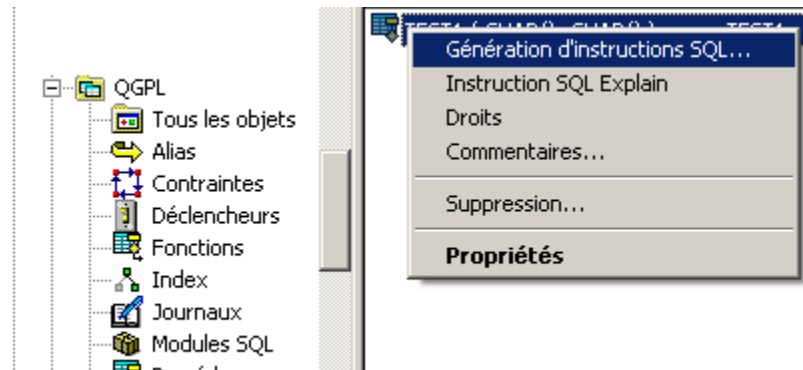 QGPL
Tous les objets
Alias
Contraintes
Déclencheurs
Fonctions
Index
Journaux
Modules SQL
Génération d'instructions SQL...
Instruction SQL Explain
Droits
Commentaires...
Suppression...
Propriétés